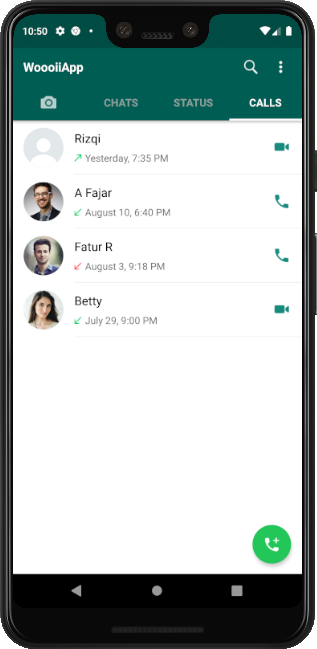 10:50
WoooiiApp
CHATS STATUS CALLS
Rizqi
Yesterday, 7:35 PM
A Fajar
August 10, 6:40 PM
Fatur R
August 3, 9:18 PM
Betty
July 29, 9:00 PM